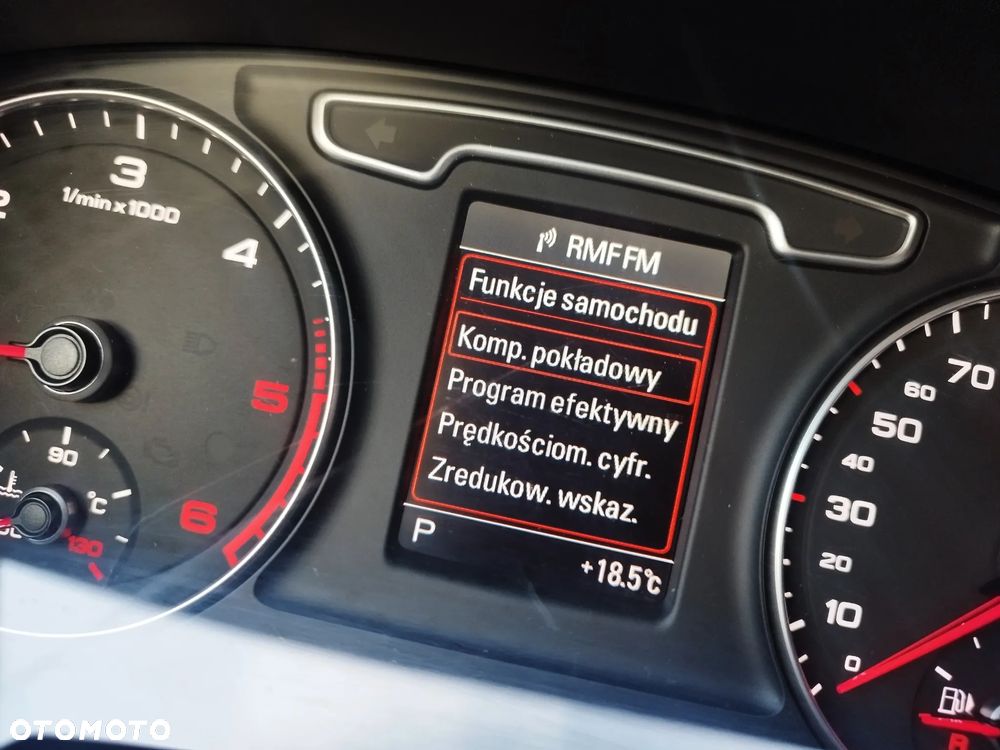 RMF FM
Funkcje samochodu
Komp. pokładowy
Program efektywny
Prędkościom. cyfr.
Zredukow. wskaz.
P
+18.5°C
2
3
1/min x 1000
4
5
6
90
°C
130
70
60
50
40
30
20
10
0
R
OTOMOTO